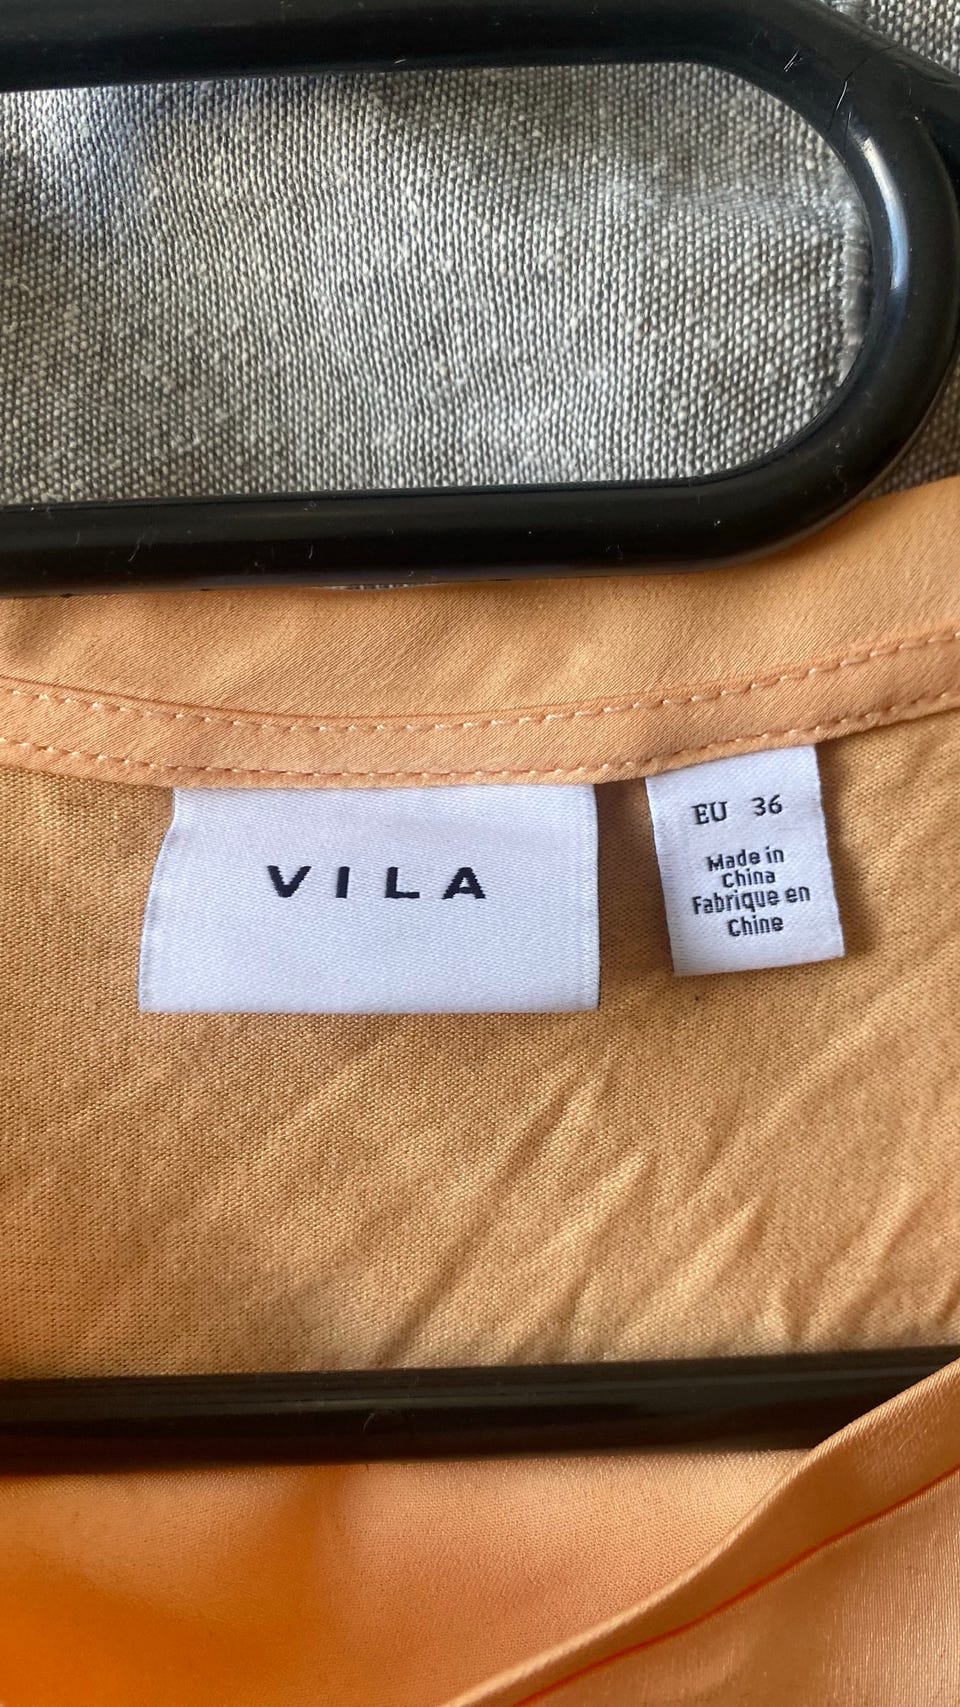 VILA
EU 36
Made in
China
Fabrique en
Chine